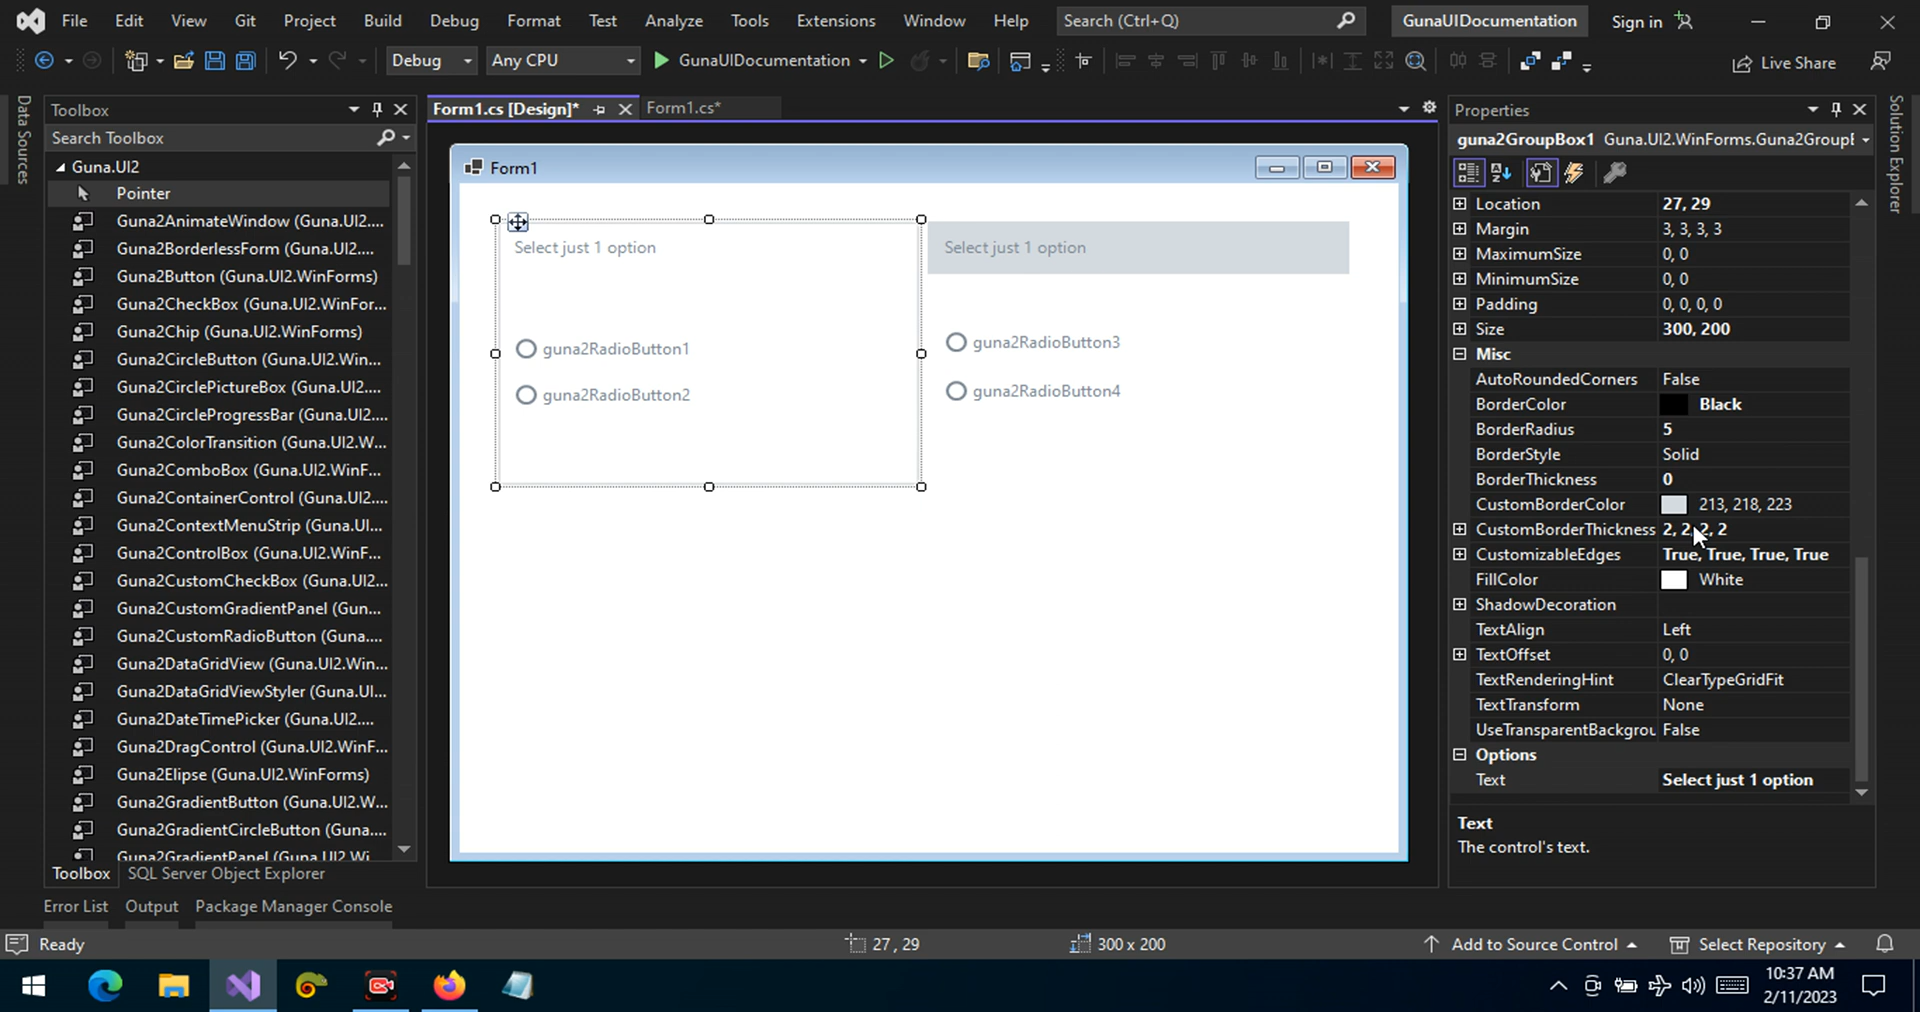 File Edit View Git Project Build Debug Format Test Analyze Tools Extensions Window Help Search (Ctrl+Q) GunaUIDocumentation Sign in
Debug Any CPU GunaUIDocumentation Live Share
Data Sources
Toolbox
Search Toolbox
Guna.UI2
Pointer
Guna2AnimateWindow (Guna.UI2....
Guna2BorderlessForm (Guna.UI2....
Guna2Button (Guna.UI2.WinForms)
Guna2CheckBox (Guna.UI2.WinFor...
Guna2Chip (Guna.UI2.WinForms)
Guna2CircleButton (Guna.UI2.Win...
Guna2CirclePictureBox (Guna.UI2....
Guna2CircleProgressBar (Guna.UI2....
Guna2ColorTransition (Guna.UI2.W...
Guna2ComboBox (Guna.UI2.WinF...
Guna2ContainerControl (Guna.UI2....
Guna2ContextMenuStrip (Guna.UI...
Guna2ControlBox (Guna.UI2.WinF...
Guna2CustomCheckBox (Guna.UI2...
Guna2CustomGradientPanel (Gun...
Guna2CustomRadioButton (Guna....
Guna2DataGridView (Guna.UI2.Win...
Guna2DataGridViewStyler (Guna.UI...
Guna2DateTimePicker (Guna.UI2....
Guna2DragControl (Guna.UI2.WinF...
Guna2Elipse (Guna.UI2.WinForms)
Guna2GradientButton (Guna.UI2.W...
Guna2GradientCircleButton (Guna....
Guna2GradientPanel (Guna.UI2.Wi
Toolbox SQL Server Object Explorer
Form1.cs [Design]* Form1.cs*
Form1
Select just 1 option
guna2RadioButton1
guna2RadioButton2
Select just 1 option
guna2RadioButton3
guna2RadioButton4
Properties
guna2GroupBox1 Guna.UI2.WinForms.Guna2GroupB
Location 27, 29
Margin 3, 3, 3, 3
MaximumSize 0, 0
MinimumSize 0, 0
Padding 0, 0, 0, 0
Size 300, 200
Misc
AutoRoundedCorners False
BorderColor Black
BorderRadius 5
BorderStyle Solid
BorderThickness 0
CustomBorderColor 213, 218, 223
CustomBorderThickness 2, 2, 2, 2
CustomizableEdges True, True, True, True
FillColor White
ShadowDecoration
TextAlign Left
TextOffset 0, 0
TextRenderingHint ClearTypeGridFit
TextTransform None
UseTransparentBackgrou False
Options
Text Select just 1 option
Text
The control's text.
Solution Explorer
Error List Output Package Manager Console
Ready 27 , 29 300 x 200 Add to Source Control Select Repository
10:37 AM
2/11/2023